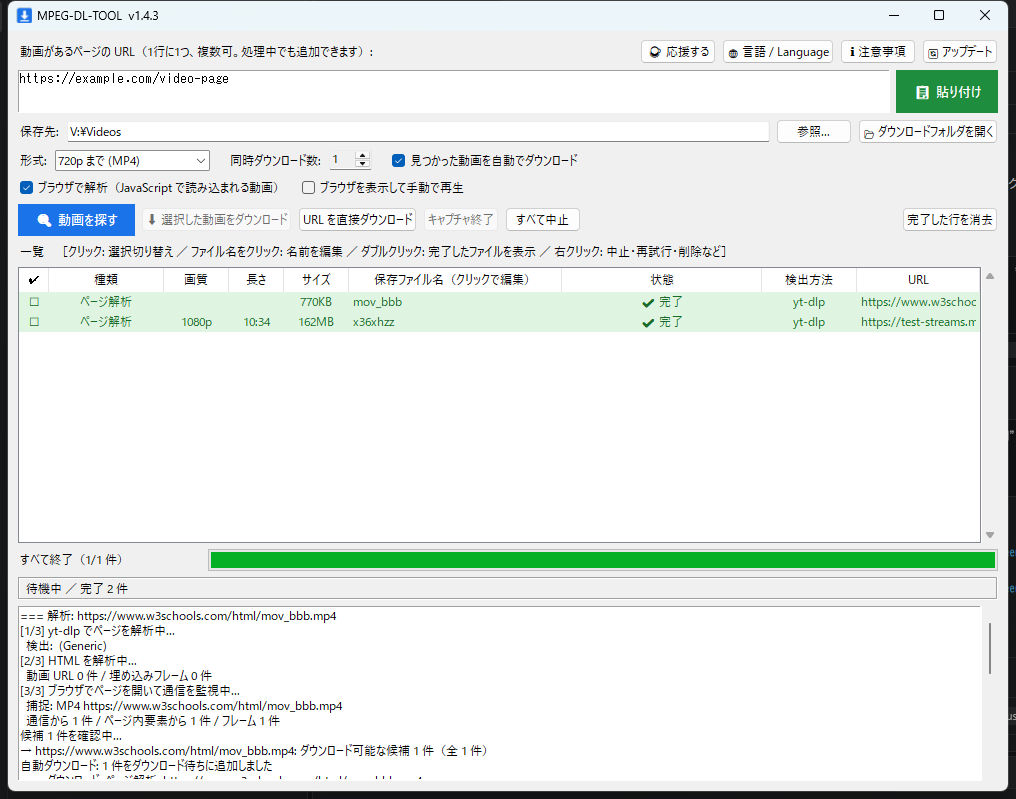 MPEG-DL-TOOL v1.4.3
動画があるページの URL（1行に1つ、複数可。処理中でも追加できます）:
応援する
言語 / Language
注意事項
アップデート
https://example.com/video-page
貼り付け
保存先: V:¥Videos
参照...
ダウンロードフォルダを開く
形式: 720p まで (MP4)
同時ダウンロード数: 1
見つかった動画を自動でダウンロード
ブラウザで解析（JavaScript で読み込まれる動画）
ブラウザを表示して手動で再生
動画を探す
選択した動画をダウンロード
URL を直接ダウンロード
キャプチャ終了
すべて中止
完了した行を消去
一覧 ［クリック: 選択切り替え ／ ファイル名をクリック: 名前を編集 ／ ダブルクリック: 完了したファイルを表示 ／ 右クリック: 中止・再試行・削除など］
✔ 種類 画質 長さ サイズ 保存ファイル名（クリックで編集） 状態 検出方法 URL
ページ解析 770KB mov_bbb ✔ 完了 yt-dlp https://www.w3schoc
ページ解析 1080p 10:34 162MB x36xhzz ✔ 完了 yt-dlp https://test-streams.m
すべて終了（1/1 件）
待機中 ／ 完了 2 件
=== 解析: https://www.w3schools.com/html/mov_bbb.mp4
[1/3] yt-dlp でページを解析中...
検出: (Generic)
[2/3] HTML を解析中...
動画 URL 0 件 / 埋め込みフレーム 0 件
[3/3] ブラウザでページを開いて通信を監視中...
捕捉: MP4 https://www.w3schools.com/html/mov_bbb.mp4
通信から 1 件 / ページ内要素から 1 件 / フレーム 1 件
候補 1 件を確認中...
→ https://www.w3schools.com/html/mov_bbb.mp4: ダウンロード可能な候補 1 件（全 1 件）
自動ダウンロード: 1 件をダウンロード待ちに追加しました